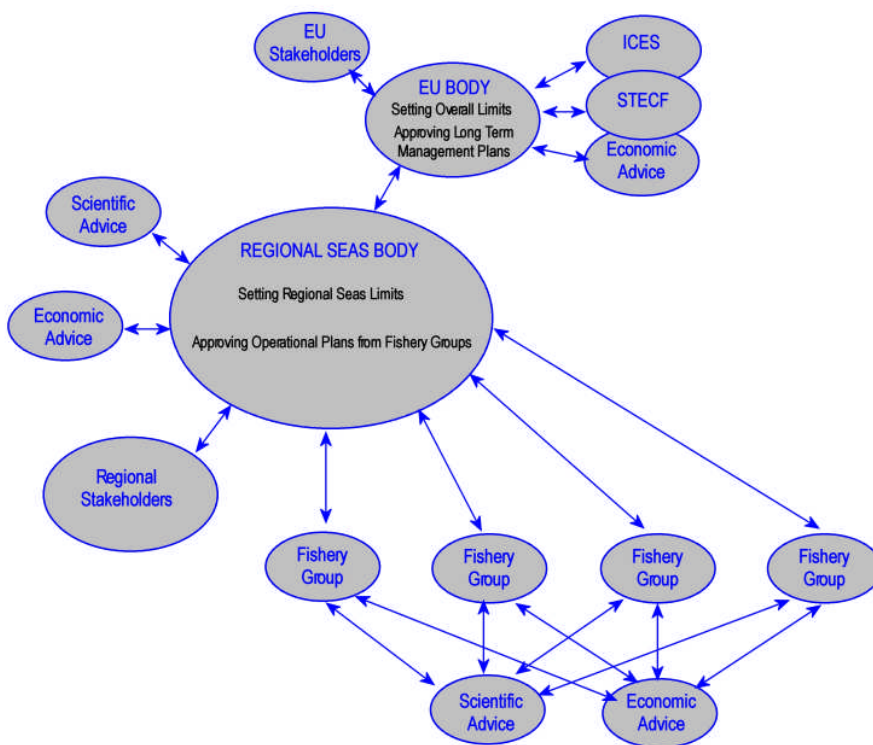 EU
Stakeholders
ICES
EU BODY
Setting Overall Limits
Approving Long Term
Management Plans
STECF
Economic
Advice
Scientific
Advice
REGIONAL SEAS BODY
Setting Regional Seas Limits
Approving Operational Plans from Fishery Groups
Economic
Advice
Regional
Stakeholders
Fishery
Group
Fishery
Group
Fishery
Group
Fishery
Group
Scientific
Advice
Economic
Advice